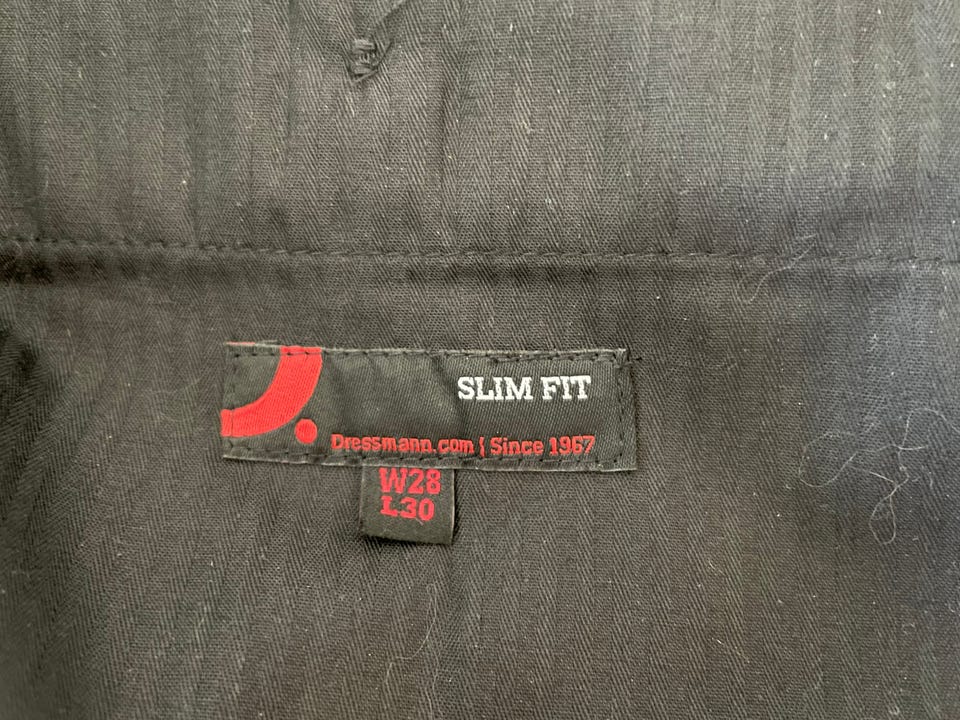 SLIM FIT
Dressmann.com | Since 1967
W28
L30